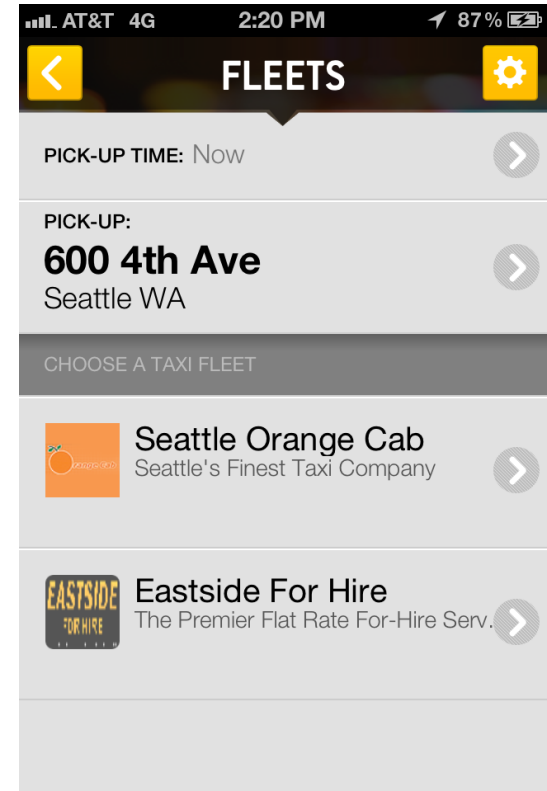 AT&T 4G 2:20 PM 87%
FLEETS
PICK-UP TIME: Now
PICK-UP:
600 4th Ave
Seattle WA
CHOOSE A TAXI FLEET
Orange Cab
Seattle Orange Cab
Seattle's Finest Taxi Company
EASTSIDE
FOR HIRE
Eastside For Hire
The Premier Flat Rate For-Hire Serv.